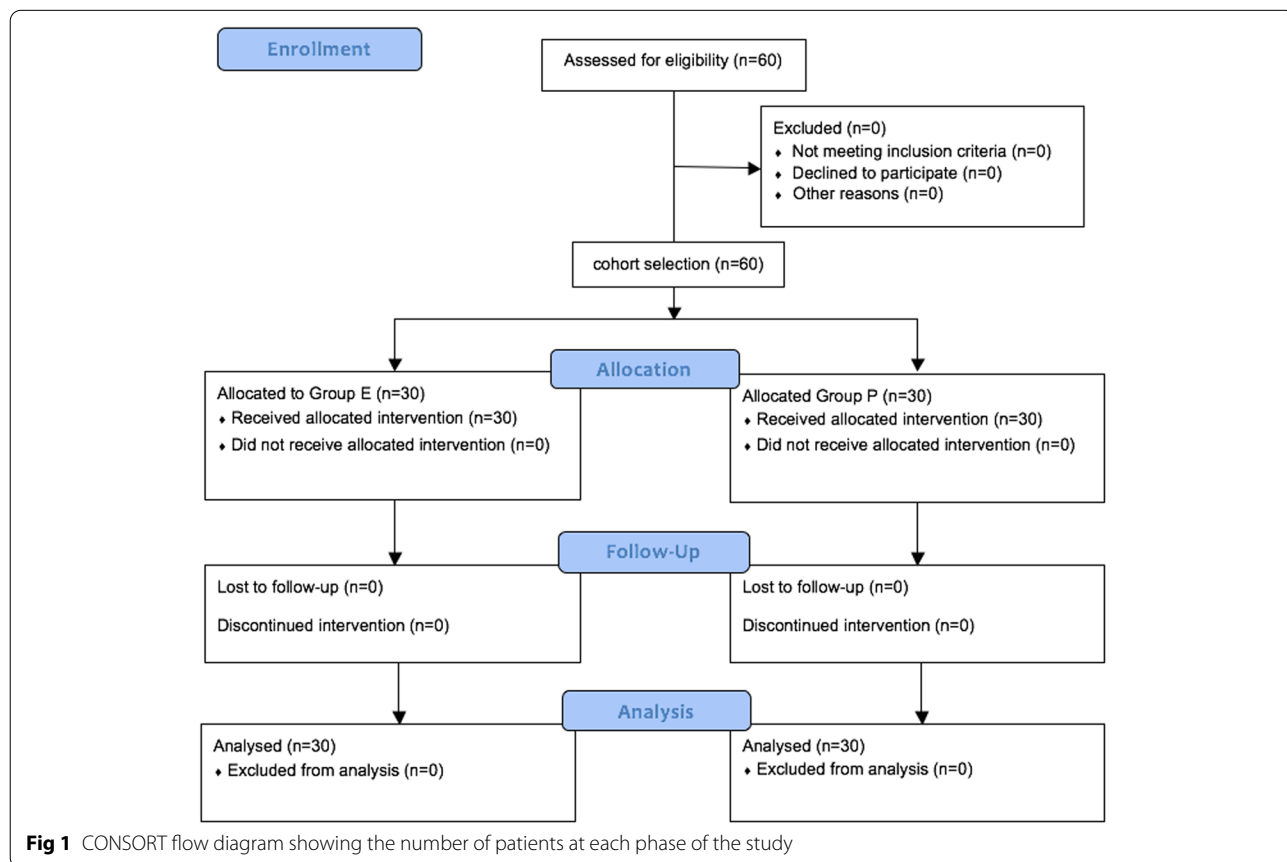 Enrollment
Assessed for eligibility (n=60)
Excluded (n=0)
♦ Not meeting inclusion criteria (n=0)
♦ Declined to participate (n=0)
♦ Other reasons (n=0)
cohort selection (n=60)
Allocation
Allocated to Group E (n=30)
♦ Received allocated intervention (n=30)
♦ Did not receive allocated intervention (n=0)
Allocated Group P (n=30)
♦ Received allocated intervention (n=30)
♦ Did not receive allocated intervention (n=0)
Follow-Up
Lost to follow-up (n=0)
Discontinued intervention (n=0)
Lost to follow-up (n=0)
Discontinued intervention (n=0)
Analysis
Analysed (n=30)
♦ Excluded from analysis (n=0)
Analysed (n=30)
♦ Excluded from analysis (n=0)
Fig 1 CONSORT flow diagram showing the number of patients at each phase of the study